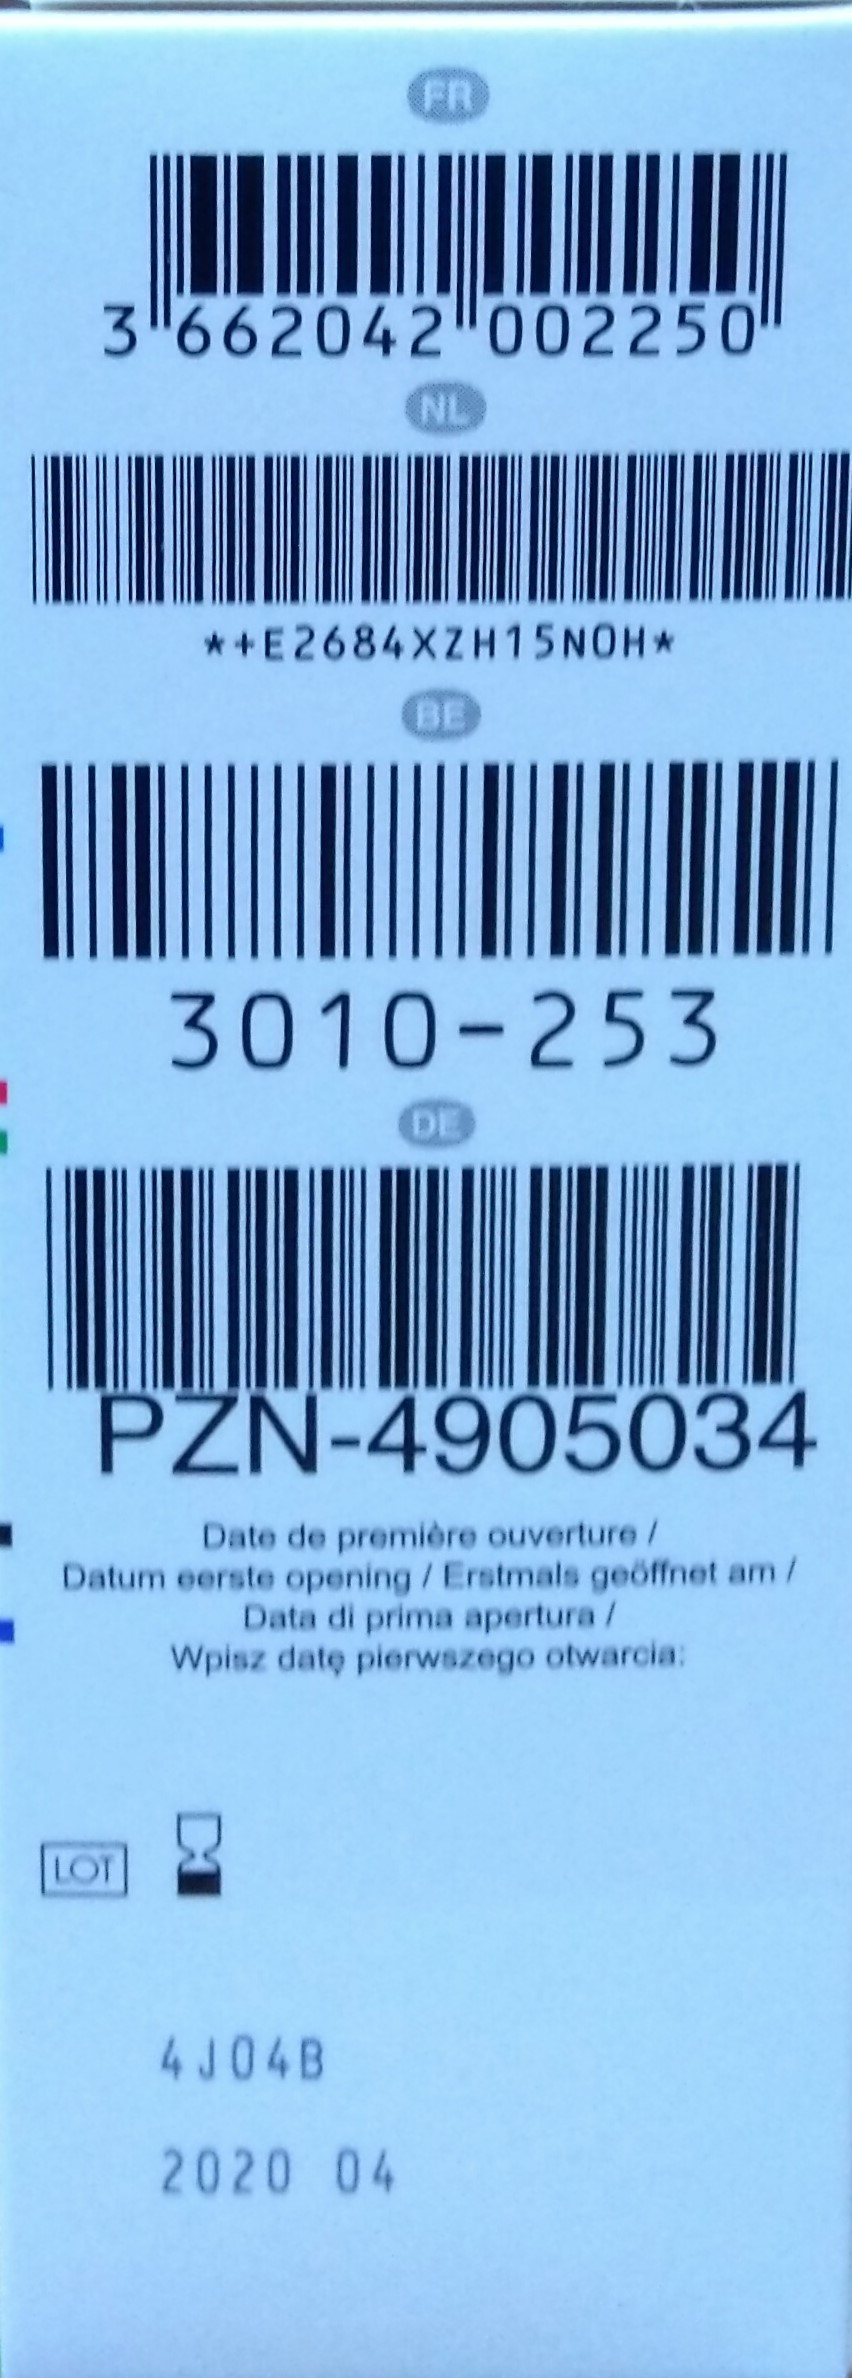 FR
3 662042 002250
NL
*+E2684XZH15N0H*
BE
3010-253
DE
PZN-4905034
Date de première ouverture /
Datum eerste opening / Erstmals geöffnet am /
Data di prima apertura /
Wpisz datę pierwszego otwarcia:
LOT
4J04B
2020 04